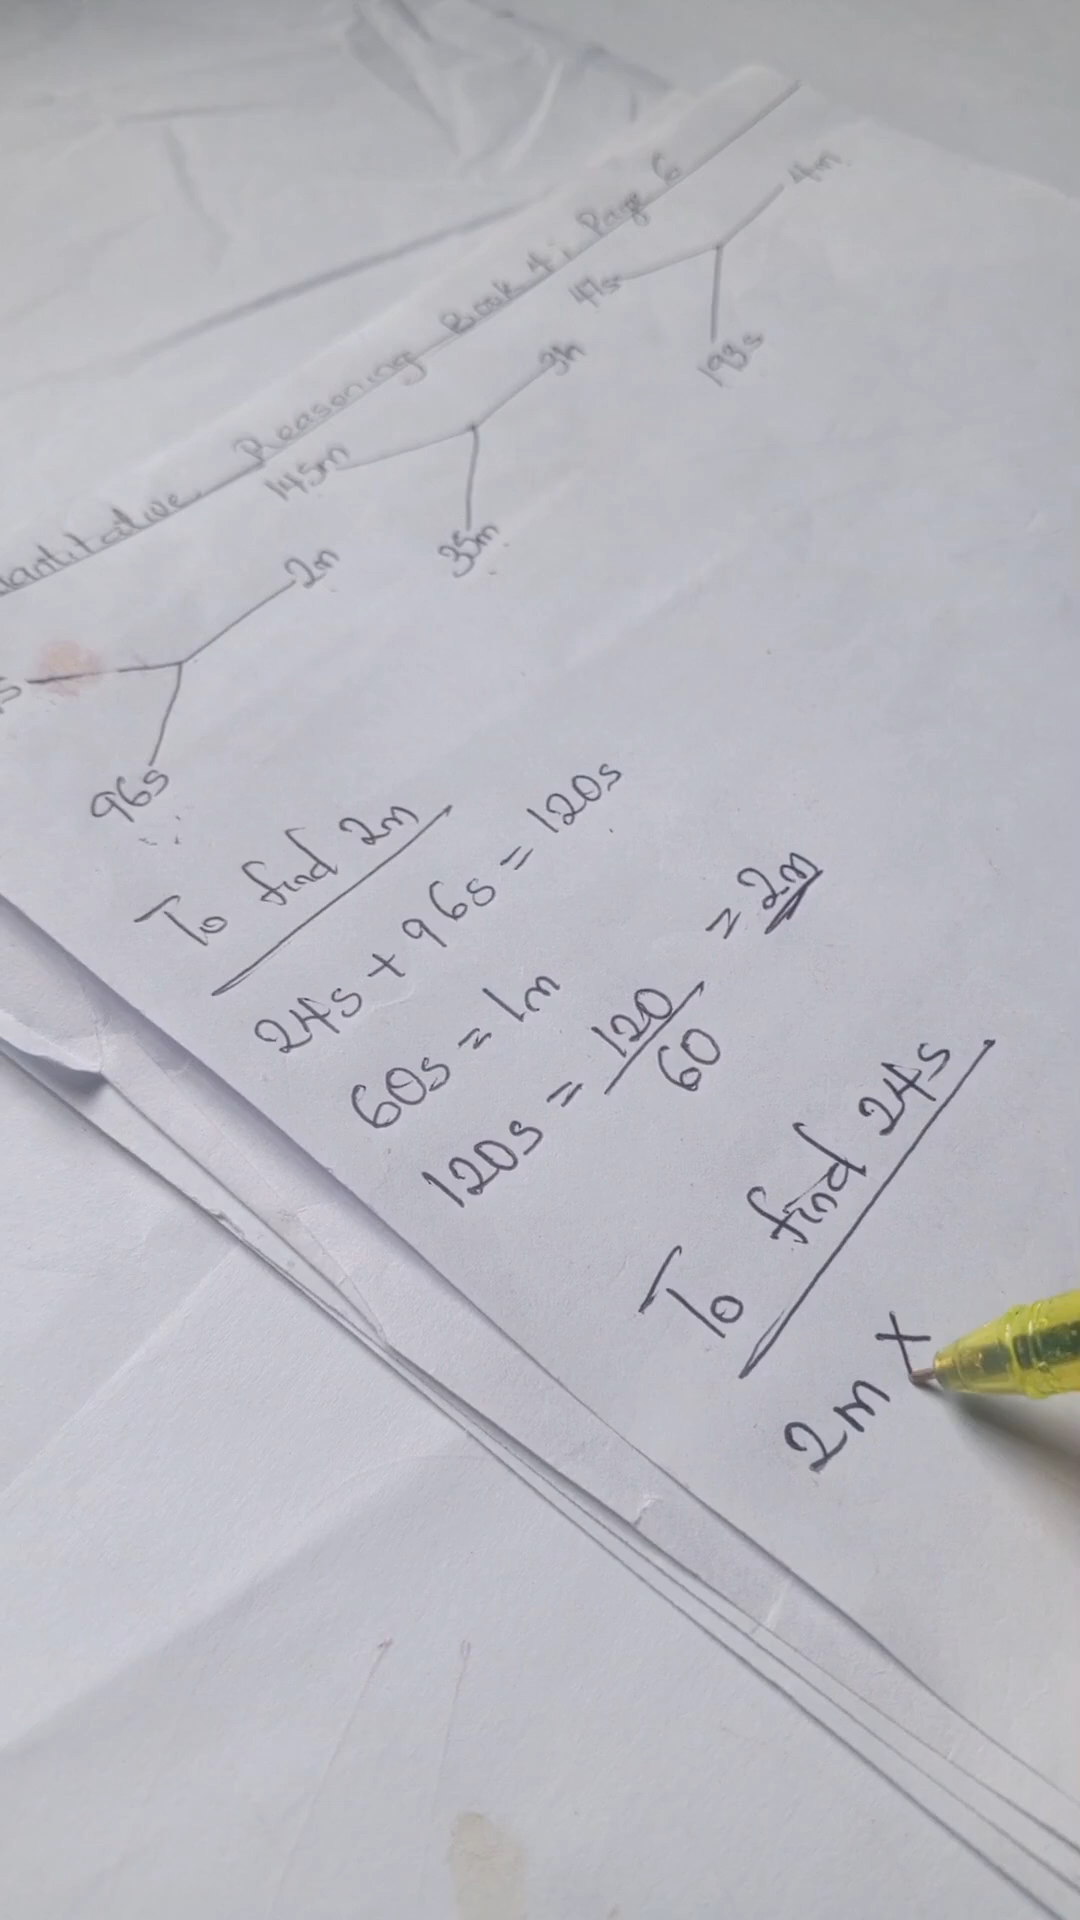 uantitative Reasoning Book 4; Page 6
s 2m
96s
145m 3h
35m
47s 4m
193s
To find 2m
24s + 96s = 120s
60s = 1m
120s = 120/60 = 2m
To find 24s
2m ×